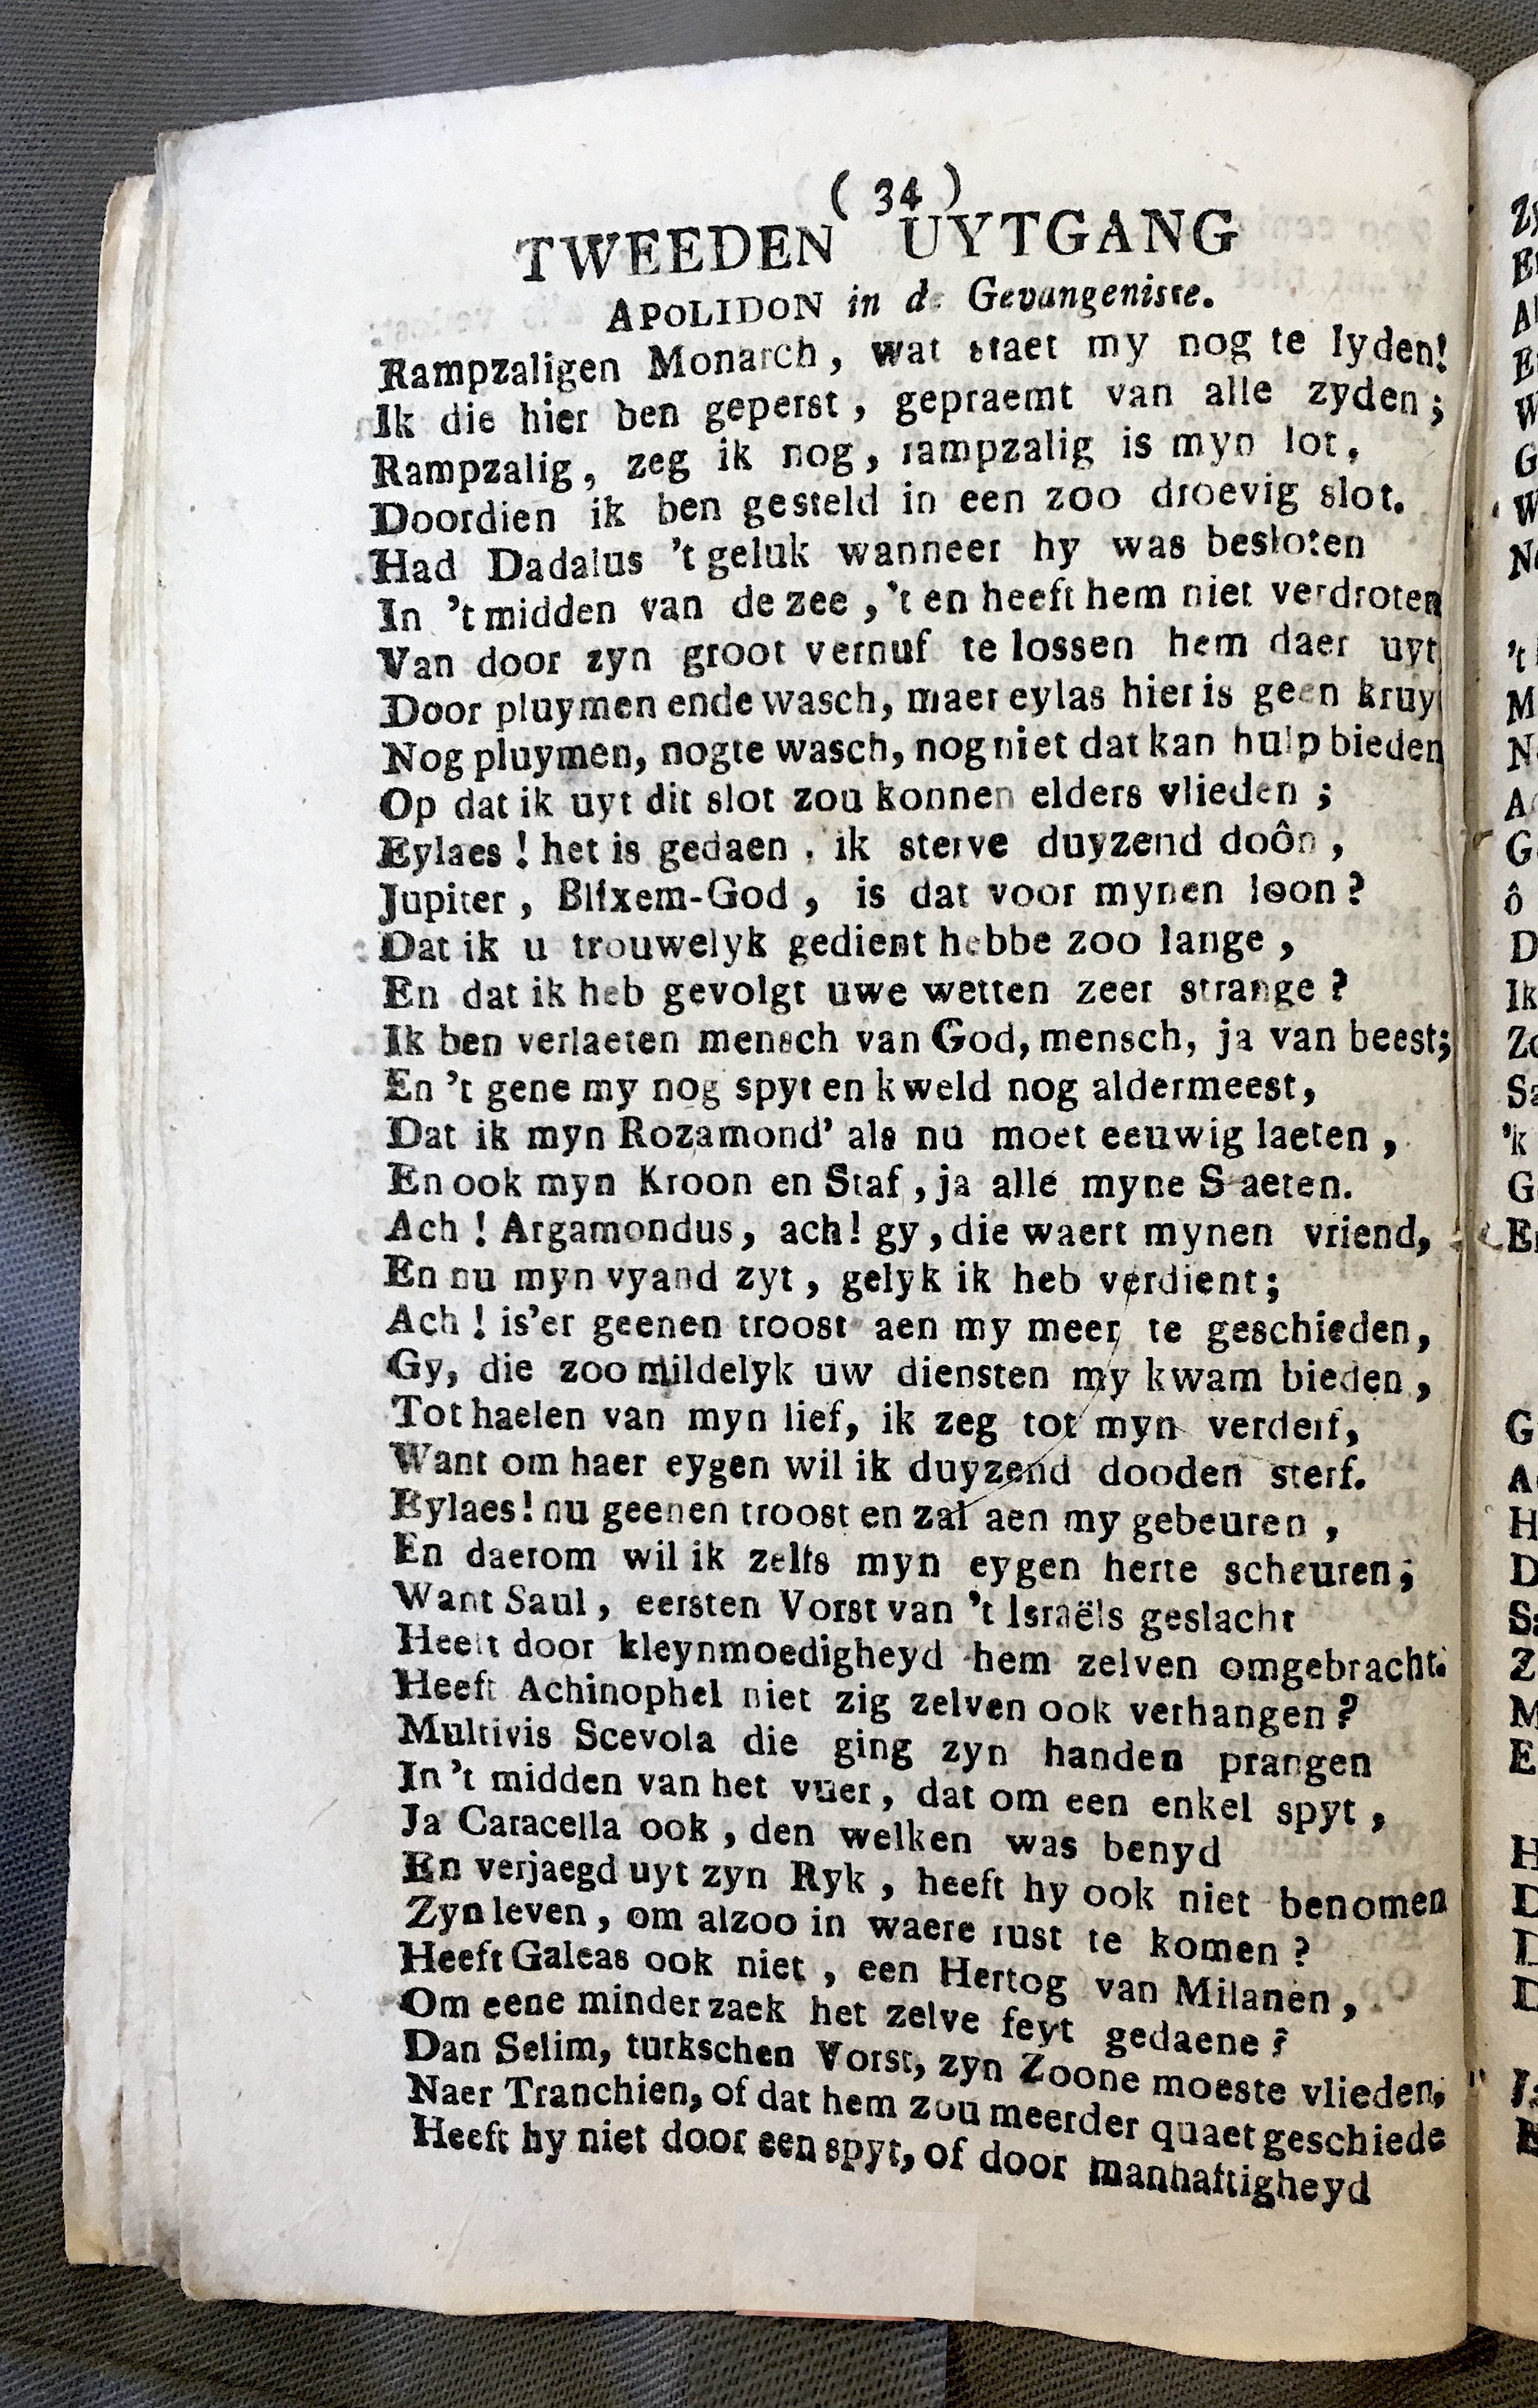 ( 34 )
TWEEDEN UYTGANG
APOLIDON in de Gevangenisse.
Rampzaligen Monarch, wat staet my nog te lyden!
Ik die hier ben geperst, gepraemt van alle zyden;
Rampzalig, zeg ik nog, rampzalig is myn lot,
Doordien ik ben gesteld in een zoo droevig slot.
Had Dadalus 't geluk wanneer hy was besloten
In 't midden van de zee, 't en heeft hem niet verdroten
Van door zyn groot vernuf te lossen hem daer uyt
Door pluymen ende wasch, maer eylas hier is geen kruy
Nog pluymen, nogte wasch, nog niet dat kan hulp bieden
Op dat ik uyt dit slot zou konnen elders vlieden;
Eylaes! het is gedaen, ik sterve duyzend doôn,
Jupiter, Blixem-God, is dat voor mynen loon?
Dat ik u trouwelyk gedient hebbe zoo lange,
En dat ik heb gevolgt uwe wetten zeer strange?
Ik ben verlaeten mensch van God, mensch, ja van beest;
En 't gene my nog spyt en kweld nog aldermeest,
Dat ik myn Rozamond' als nu moet eeuwig laeten,
En ook myn Kroon en Staf, ja alle myne Staeten.
Ach! Argamondus, ach! gy, die waert mynen vriend,
En nu myn vyand zyt, gelyk ik heb verdient;
Ach! is'er geenen troost aen my meer te geschieden,
Gy, die zoo mildelyk uw diensten my kwam bieden,
Tot haelen van myn lief, ik zeg tot myn verderf,
Want om haer eygen wil ik duyzend dooden sterf.
Eylaes! nu geenen troost en zal aen my gebeuren,
En daerom wil ik zelfs myn eygen herte scheuren;
Want Saul, eersten Vorst van 't Israëls geslacht
Heeft door kleynmoedigheyd hem zelven omgebracht.
Heeft Achinophel niet zig zelven ook verhangen?
Multivis Scevola die ging zyn handen prangen
In 't midden van het vuer, dat om een enkel spyt,
Ja Caracella ook, den welken was benyd
En verjaegd uyt zyn Ryk, heeft hy ook niet benomen
Zyn leven, om alzoo in waere rust te komen?
Heeft Galeas ook niet, een Hertog van Milanen,
Om eene minder zaek het zelve feyt gedaene?
Dan Selim, turkschen Vorst, zyn Zoone moeste vlieden,
Naer Tranchien, of dat hem zou meerder quaet geschiede
Heeft hy niet door een spyt, of door manhaftigheyd